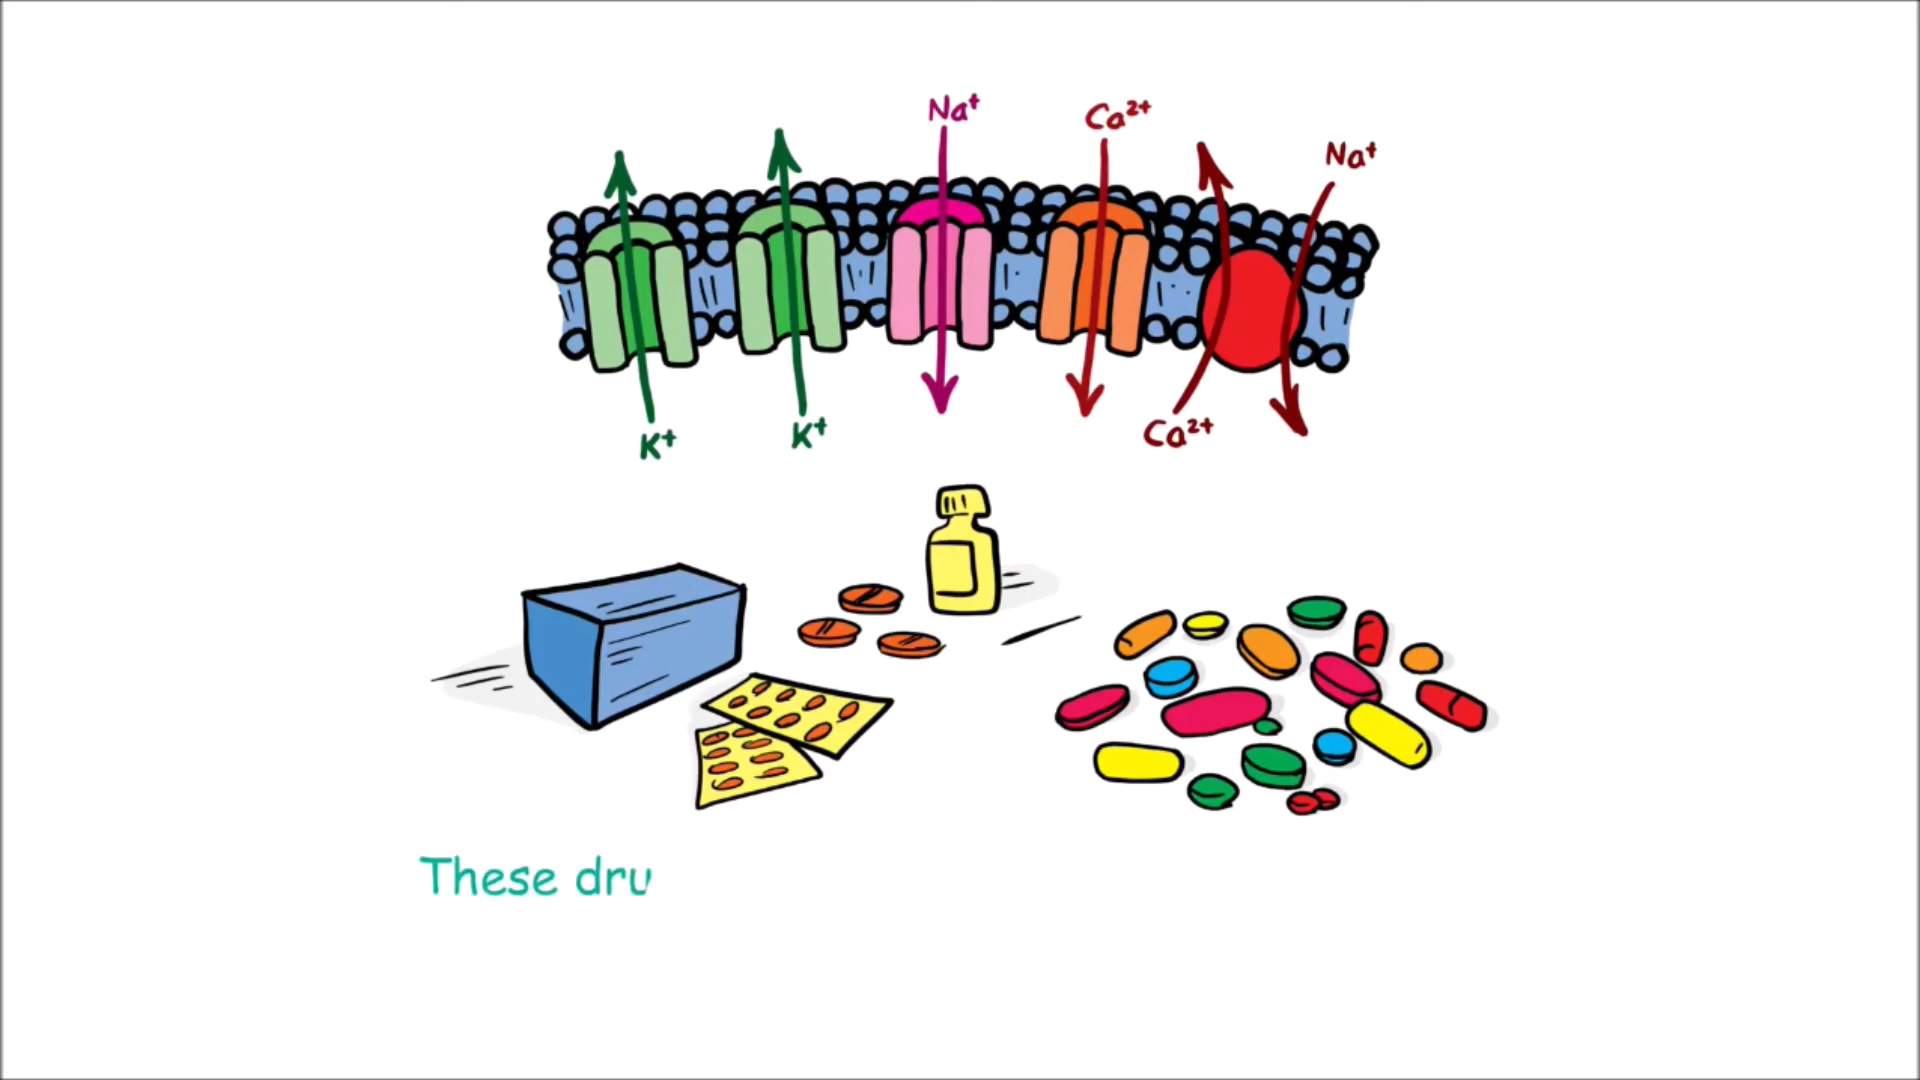 Na⁺
Ca²⁺
Na⁺
K⁺
K⁺
Ca²⁺
These dru